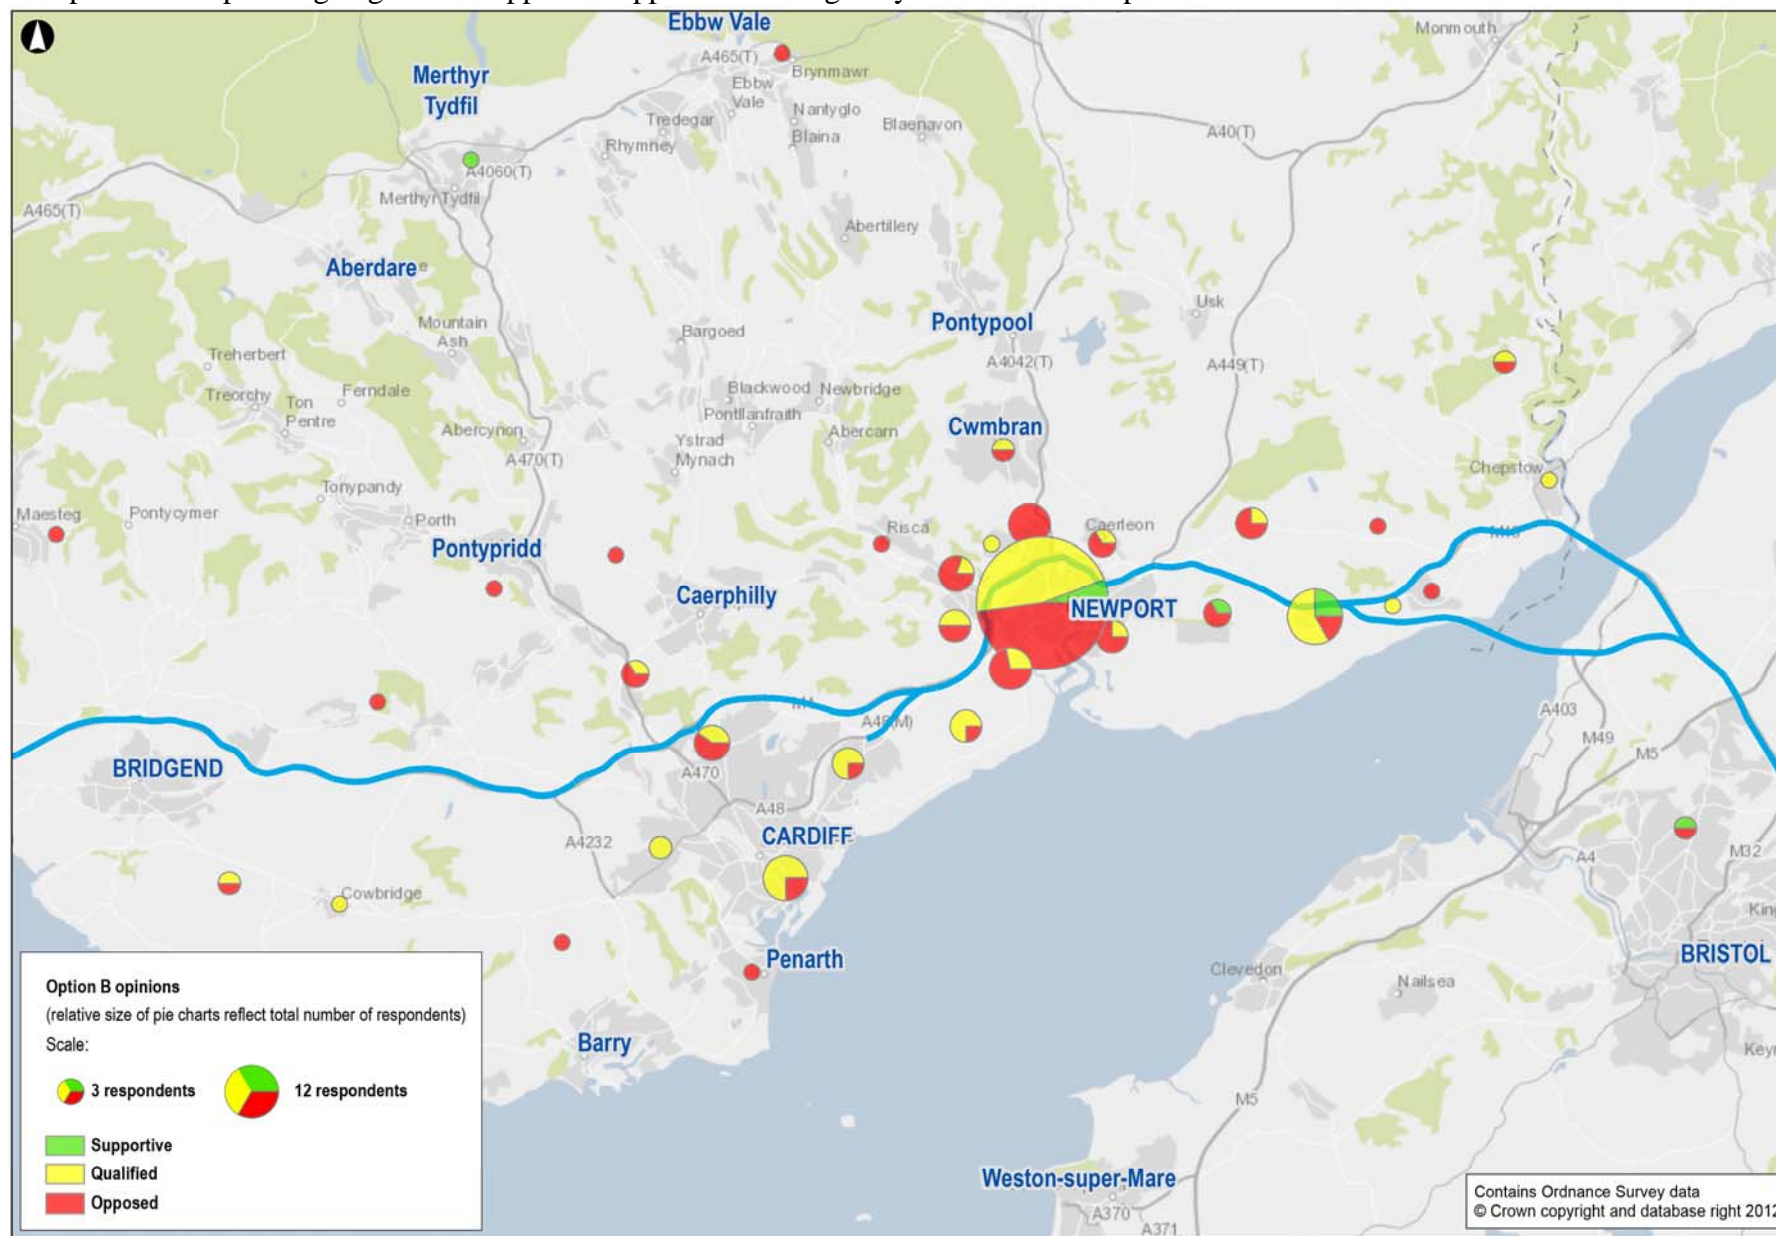 Ebbw Vale
Monmouth
A465(T)
Brynmawr
Merthyr
Tydfil
Ebbw
Vale
Nantyglo
Tredegar
Blaina
Blaenavon
A40(T)
Rhymney
A4060(T)
Merthyr Tydfil
A465(T)
Abertillery
Aberdare
Usk
Mountain
Ash
Bargoed
Pontypool
A4042(T)
A449(T)
Treherbert
Treorchy
Ferndale
Ton
Pentre
Blackwood
Newbridge
Pontllanfraith
Abercynon
Abercarn
Cwmbran
Ystrad
Mynach
A470(T)
Chepstow
Tonypandy
Maesteg
Pontycymer
Porth
Risca
Caerleon
Pontypridd
Caerphilly
NEWPORT
M4
A48(M)
A403
M49
M5
BRIDGEND
A470
A48
CARDIFF
A4232
A4
M32
Cowbridge
BRISTOL
Penarth
Clevedon
Nailsea
Barry
M5
Weston-super-Mare
A370
A371
Option B opinions
(relative size of pie charts reflect total number of respondents)
Scale:
3 respondents
12 respondents
Supportive
Qualified
Opposed
Contains Ordnance Survey data
© Crown copyright and database right 2012